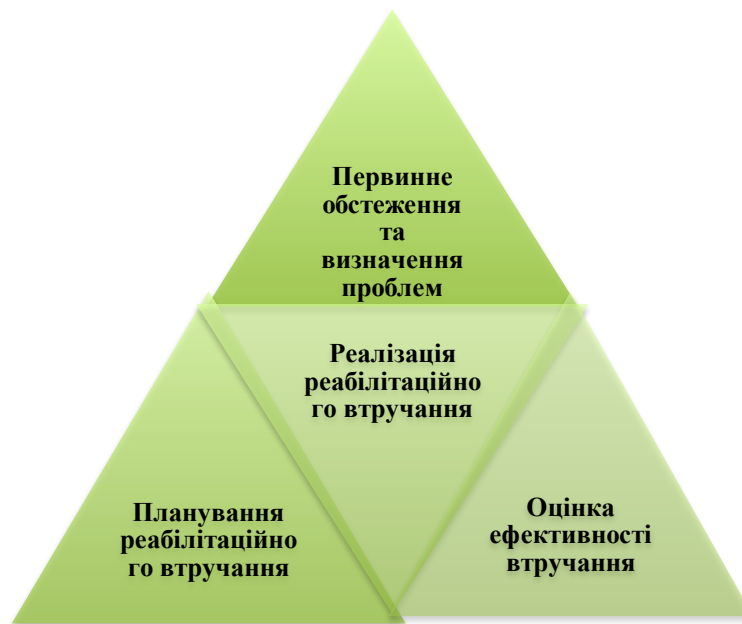 Первинне
обстеження
та
визначення
проблем
Реалізація
реабілітаційно
го втручання
Планування
реабілітаційно
го втручання
Оцінка
ефективності
втручання